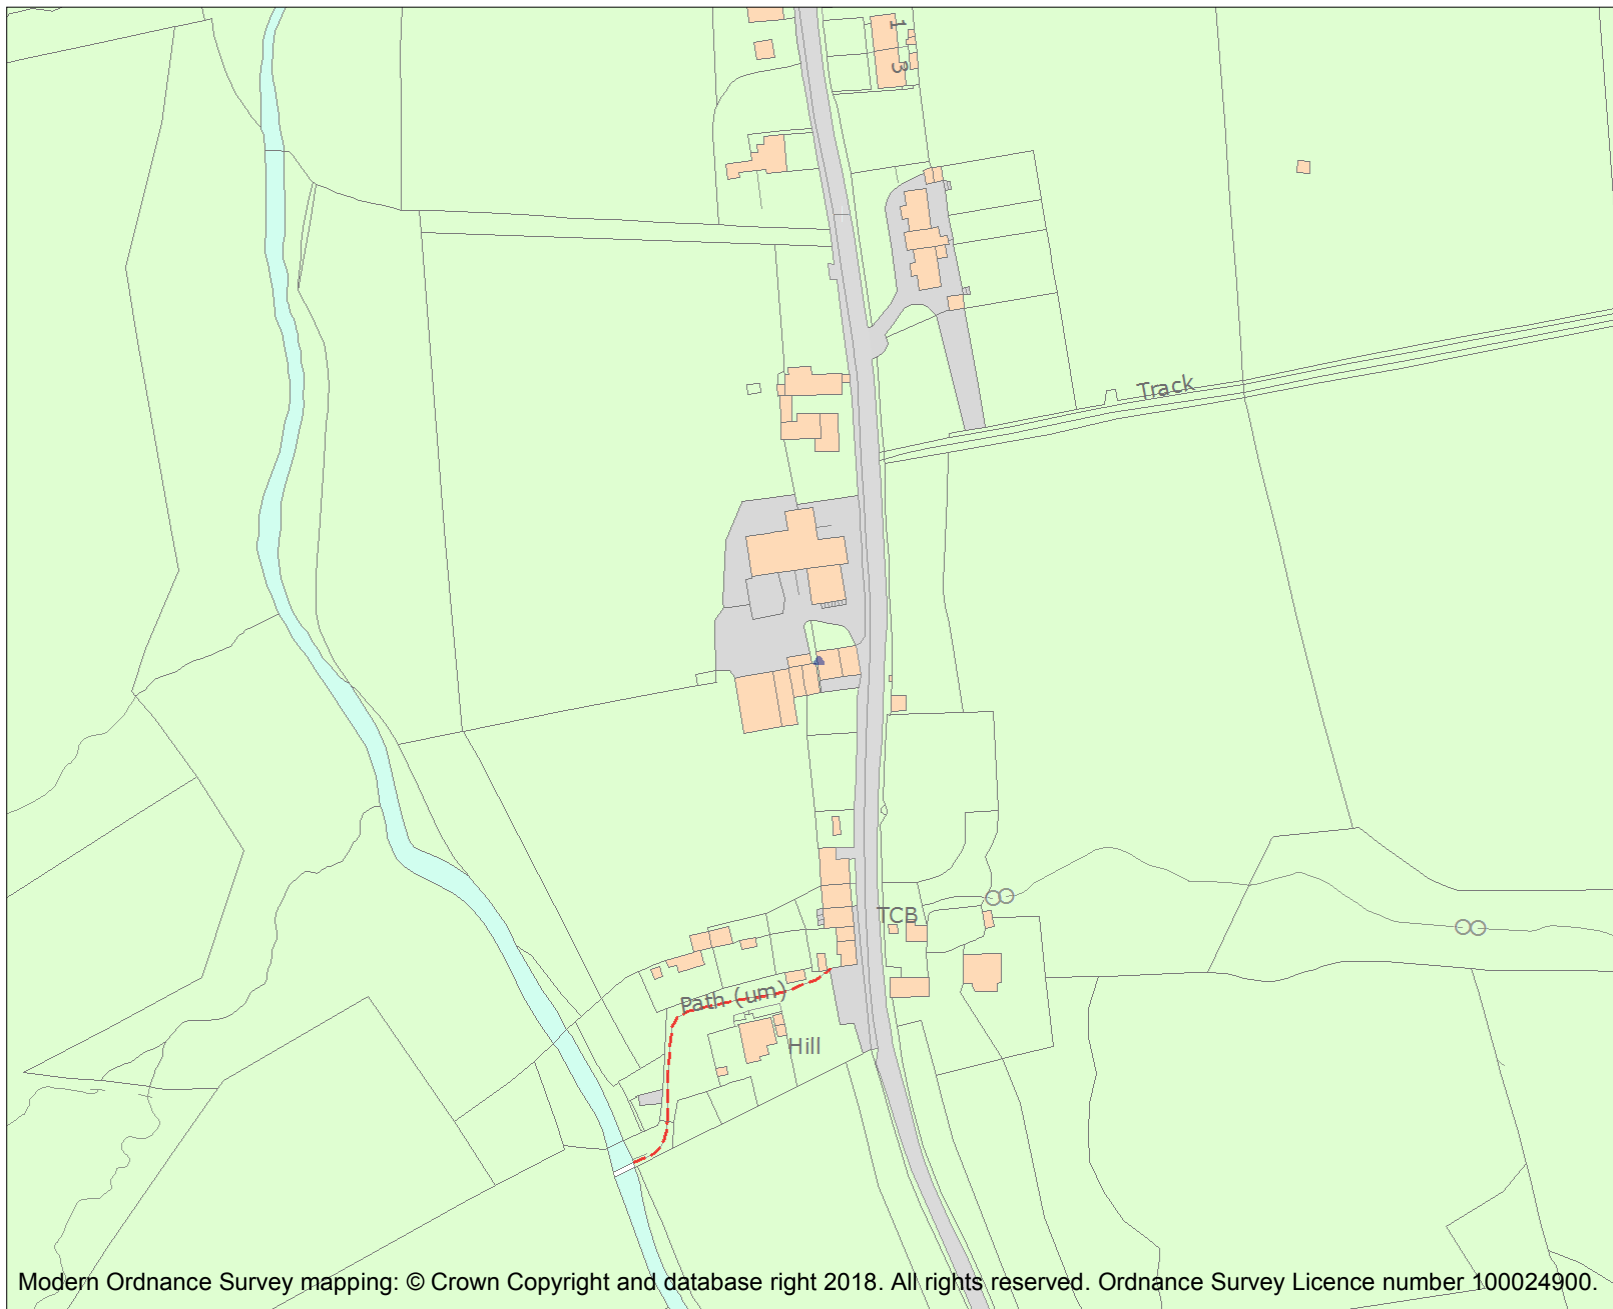 1
3
Track
TCB
Path (um)
Hill
Modern Ordnance Survey mapping: © Crown Copyright and database right 2018. All rights reserved. Ordnance Survey Licence number 100024900.